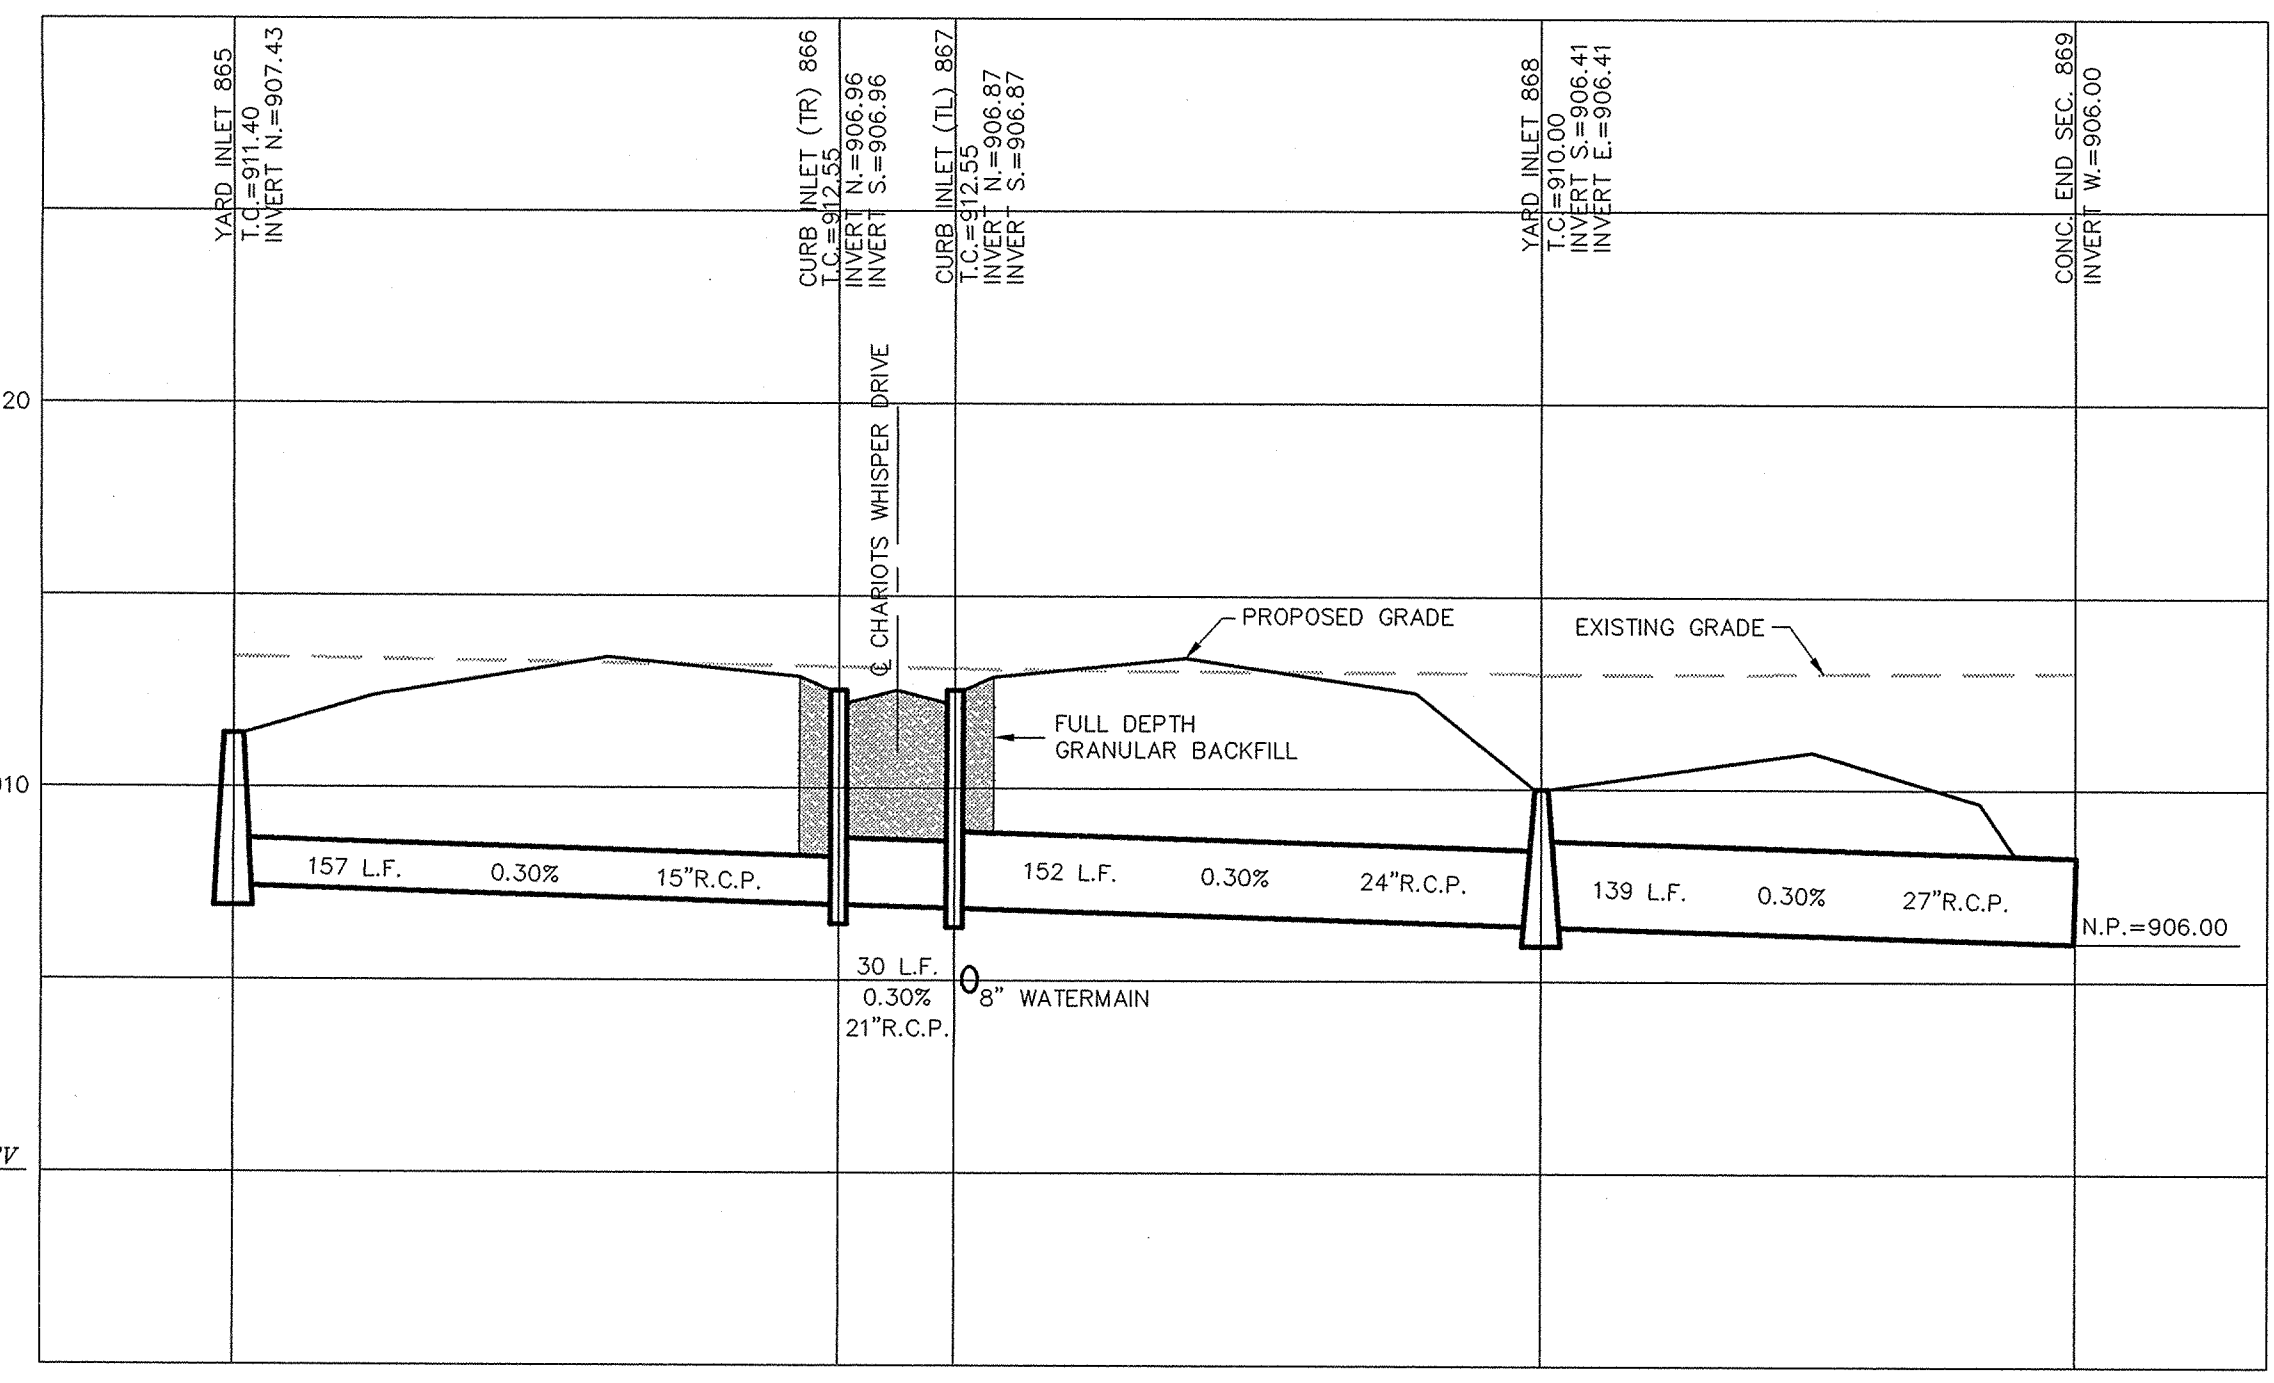 YARD INLET 865
T.C.=911.40
INVERT N.=907.43
CURB INLET (TR) 866
T.C.=912.55
INVERT N.=906.96
INVERT S.=906.96
CURB INLET (TL) 867
T.C.=912.55
INVERT N.=906.87
INVERT S.=906.87
YARD INLET 868
T.C.=910.00
INVERT S.=906.41
INVERT E.=906.41
CONC. END SEC. 869
INVERT W.=906.00
20
℄ CHARIOTS WHISPER DRIVE
PROPOSED GRADE
EXISTING GRADE
FULL DEPTH
GRANULAR BACKFILL
10
157 L.F. 0.30% 15"R.C.P.
152 L.F. 0.30% 24"R.C.P.
139 L.F. 0.30% 27"R.C.P.
N.P.=906.00
30 L.F.
0.30%
21"R.C.P.
8" WATERMAIN